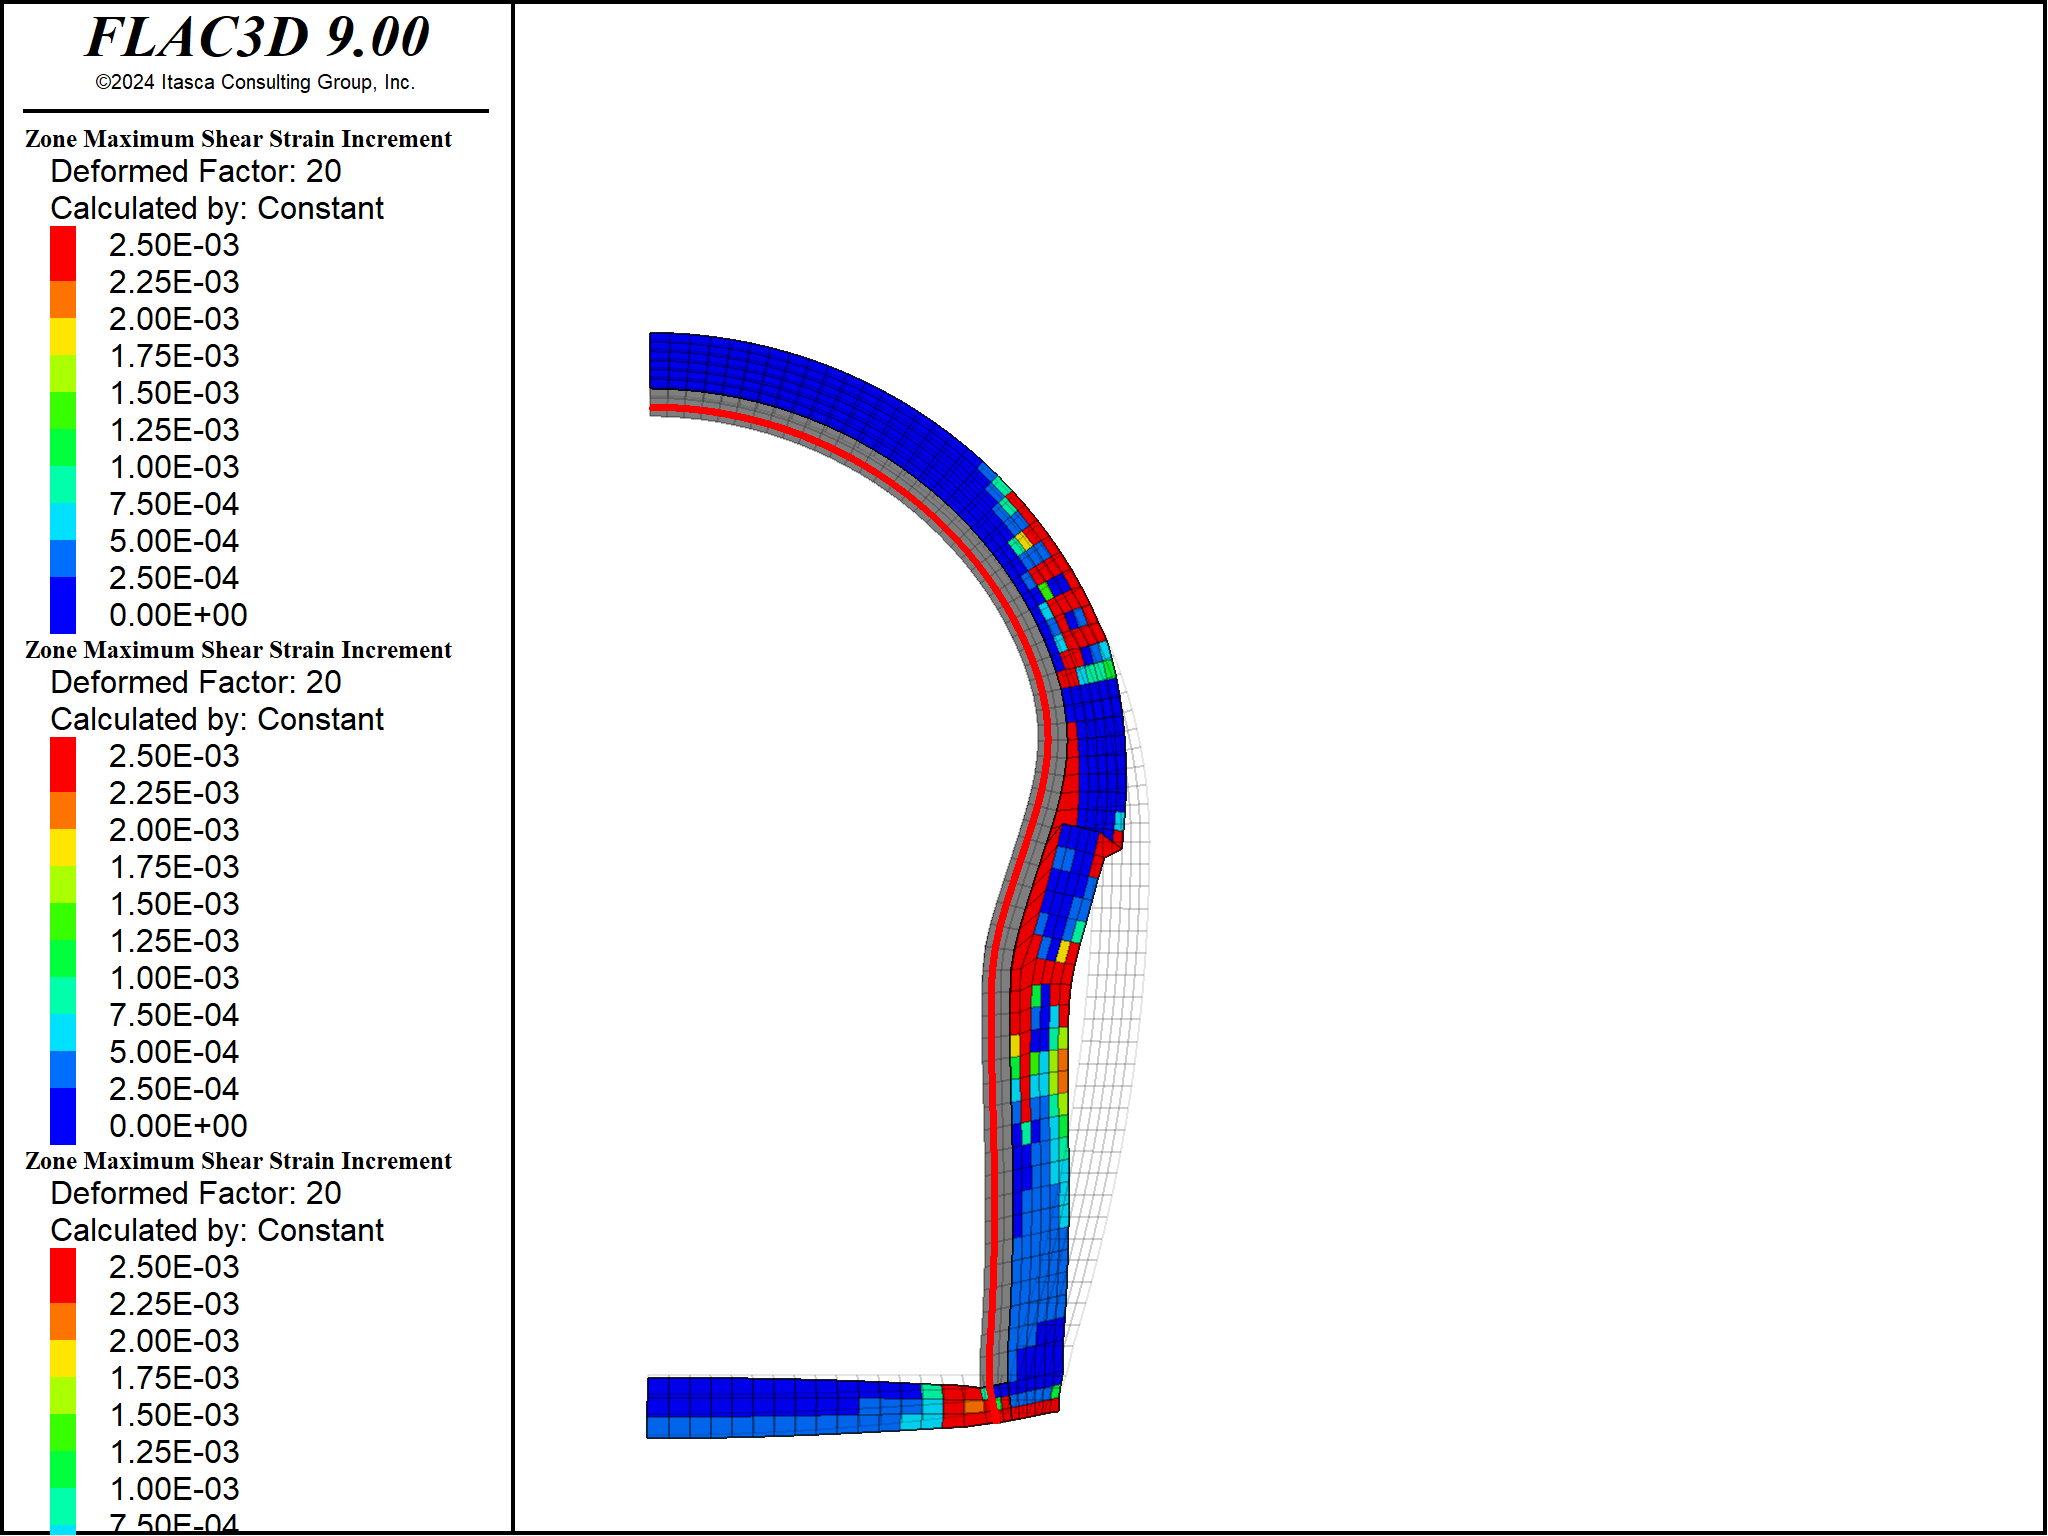 FLAC3D 9.00
©2024 Itasca Consulting Group, Inc.
Zone Maximum Shear Strain Increment
Deformed Factor: 20
Calculated by: Constant
2.50E-03
2.25E-03
2.00E-03
1.75E-03
1.50E-03
1.25E-03
1.00E-03
7.50E-04
5.00E-04
2.50E-04
0.00E+00
Zone Maximum Shear Strain Increment
Deformed Factor: 20
Calculated by: Constant
2.50E-03
2.25E-03
2.00E-03
1.75E-03
1.50E-03
1.25E-03
1.00E-03
7.50E-04
5.00E-04
2.50E-04
0.00E+00
Zone Maximum Shear Strain Increment
Deformed Factor: 20
Calculated by: Constant
2.50E-03
2.25E-03
2.00E-03
1.75E-03
1.50E-03
1.25E-03
1.00E-03
7.50E-04